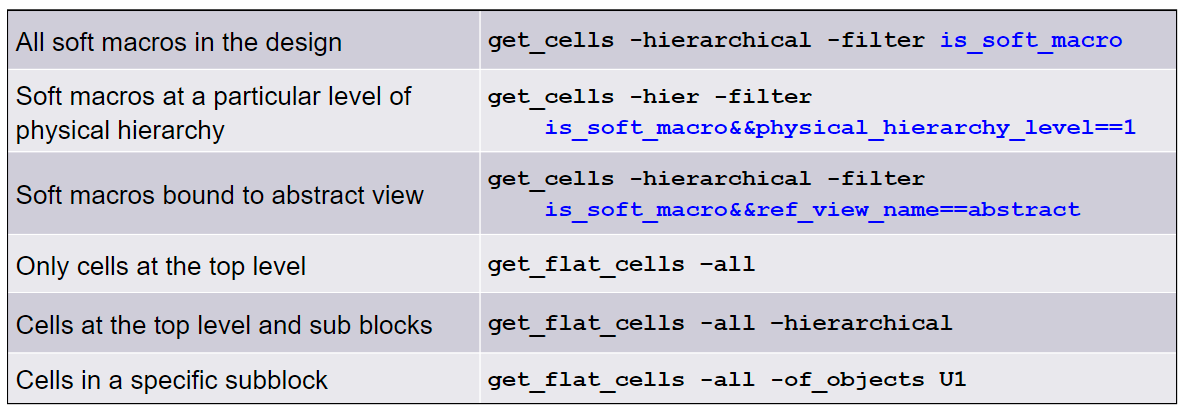 All soft macros in the design
get_cells -hierarchical -filter is_soft_macro
Soft macros at a particular level of
physical hierarchy
get_cells -hier -filter
is_soft_macro&&physical_hierarchy_level==1
Soft macros bound to abstract view
get_cells -hierarchical -filter
is_soft_macro&&ref_view_name==abstract
Only cells at the top level
get_flat_cells –all
Cells at the top level and sub blocks
get_flat_cells -all –hierarchical
Cells in a specific subblock
get_flat_cells -all -of_objects U1